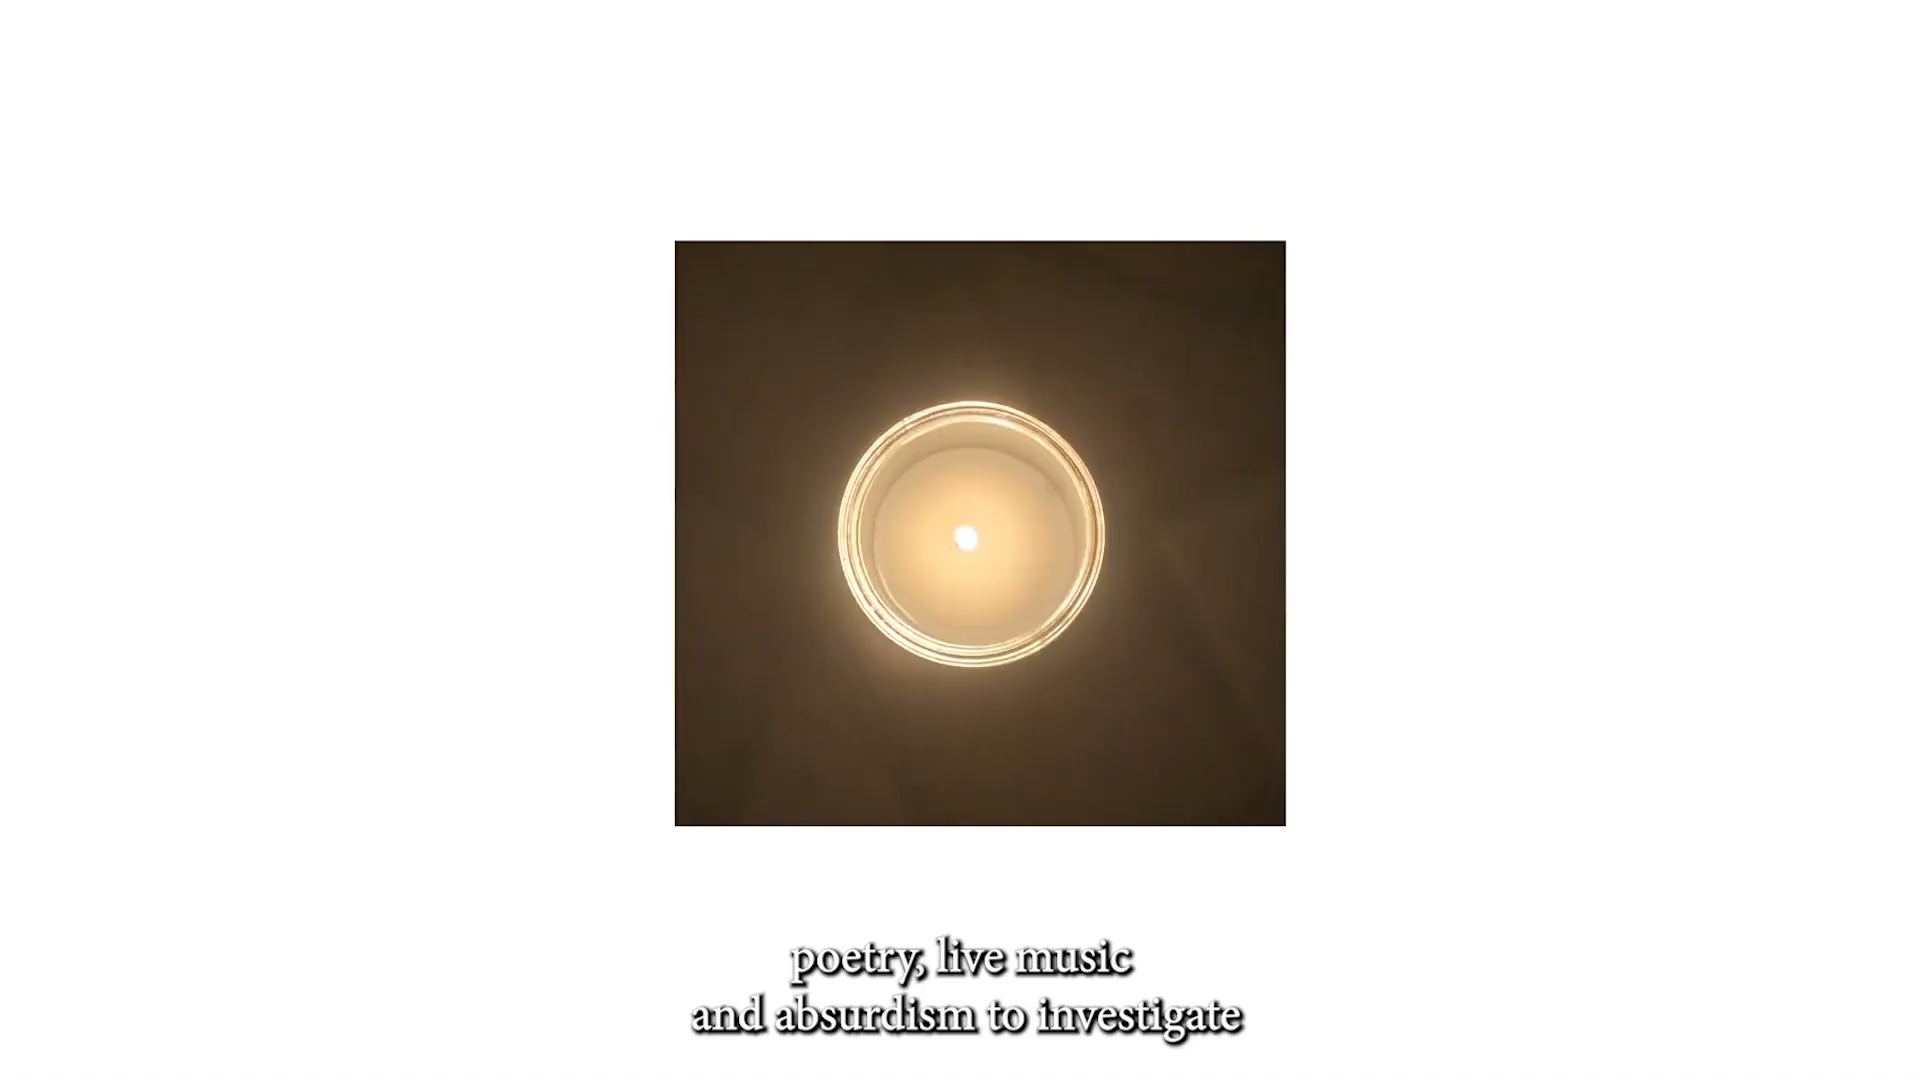 poetry, live music
and absurdism to investigate